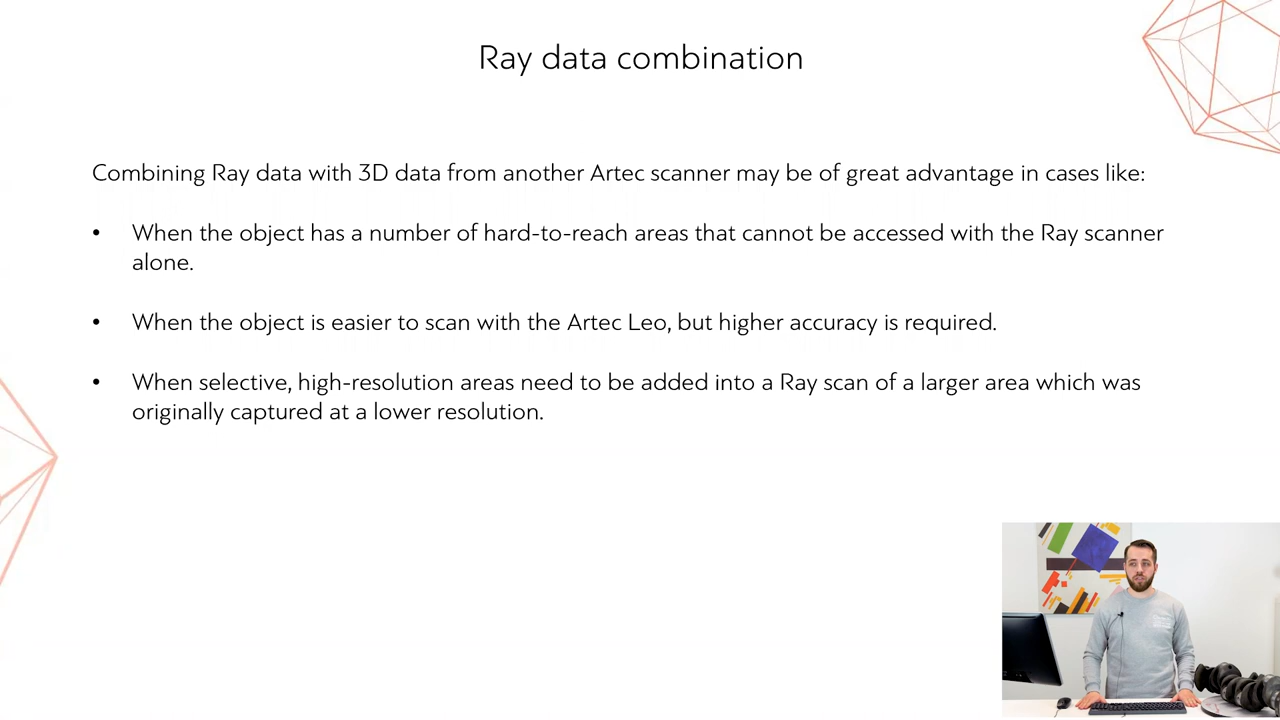 Ray data combination
Combining Ray data with 3D data from another Artec scanner may be of great advantage in cases like:
• When the object has a number of hard-to-reach areas that cannot be accessed with the Ray scanner
alone.
• When the object is easier to scan with the Artec Leo, but higher accuracy is required.
• When selective, high-resolution areas need to be added into a Ray scan of a larger area which was
originally captured at a lower resolution.